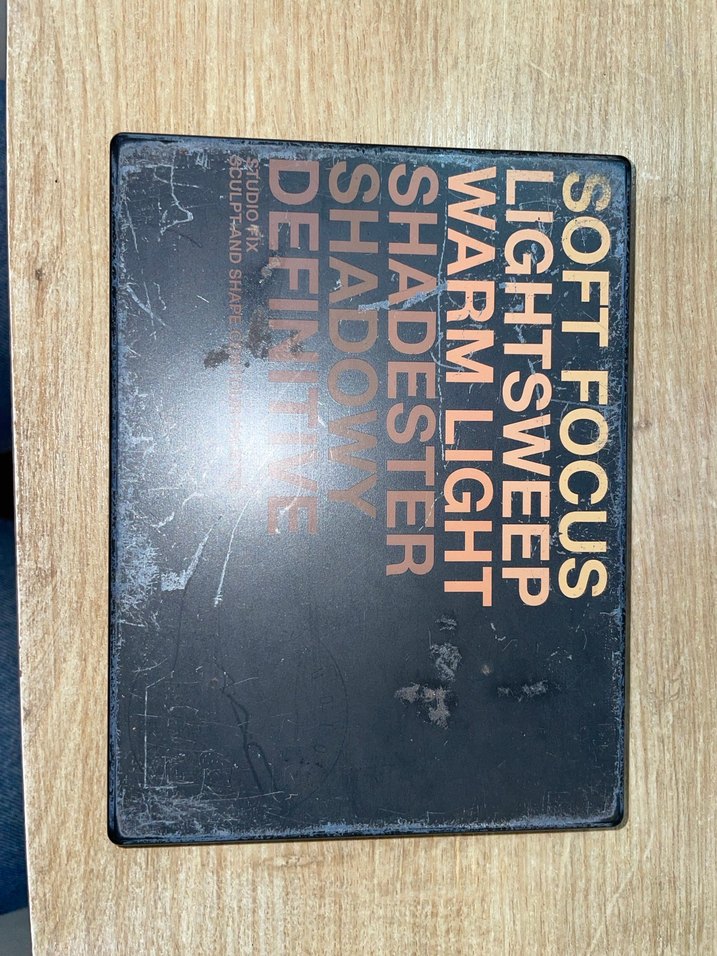 SOFT FOCUS
LIGHTSWEEP
WARM LIGHT
SHADESTER
SHADOWY
DEFINITIVE
STUDIO FIX
SCULPT AND SHAPE